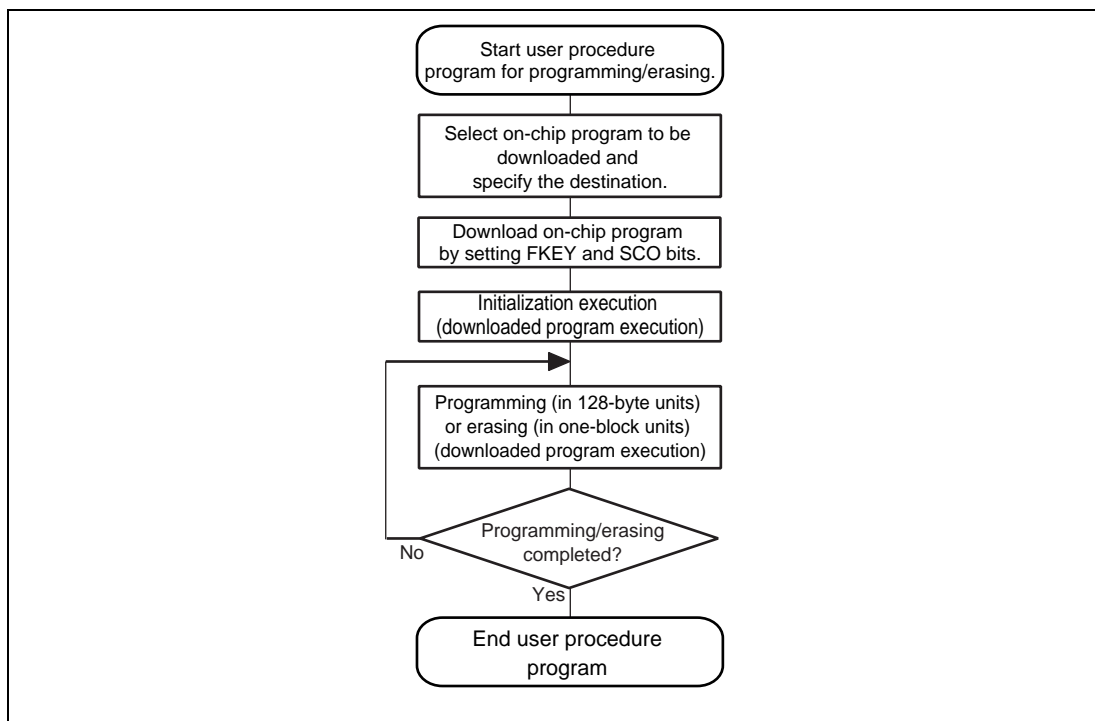 Start user procedure
program for programming/erasing.
Select on-chip program to be
downloaded and
specify the destination.
Download on-chip program
by setting FKEY and SCO bits.
Initialization execution
(downloaded program execution)
Programming (in 128-byte units)
or erasing (in one-block units)
(downloaded program execution)
Programming/erasing
completed?
No
Yes
End user procedure
program